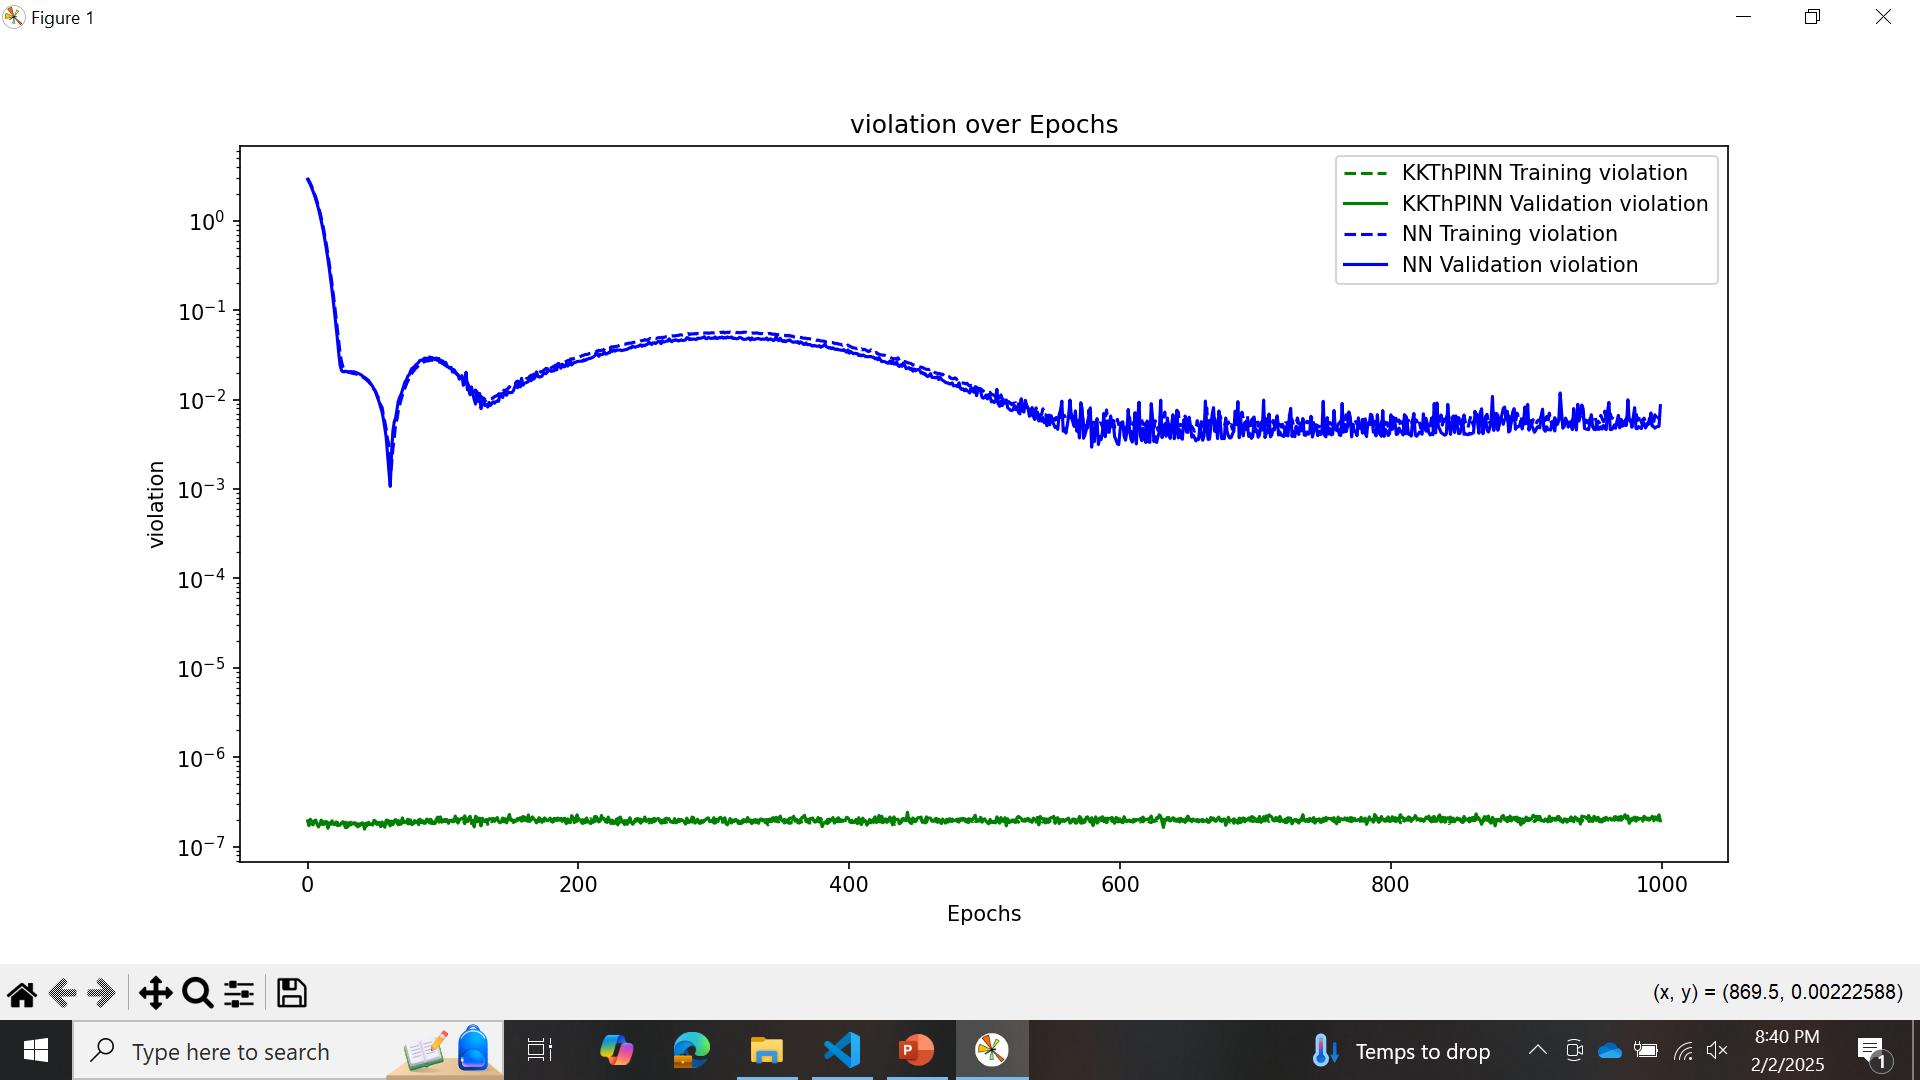 Figure 1
violation over Epochs
KKThPINN Training violation
KKThPINN Validation violation
NN Training violation
NN Validation violation
10⁰
10⁻¹
10⁻²
10⁻³
10⁻⁴
10⁻⁵
10⁻⁶
10⁻⁷
violation
0 200 400 600 800 1000
Epochs
(x, y) = (869.5, 0.00222588)
Type here to search
P
Temps to drop
8:40 PM
2/2/2025
1